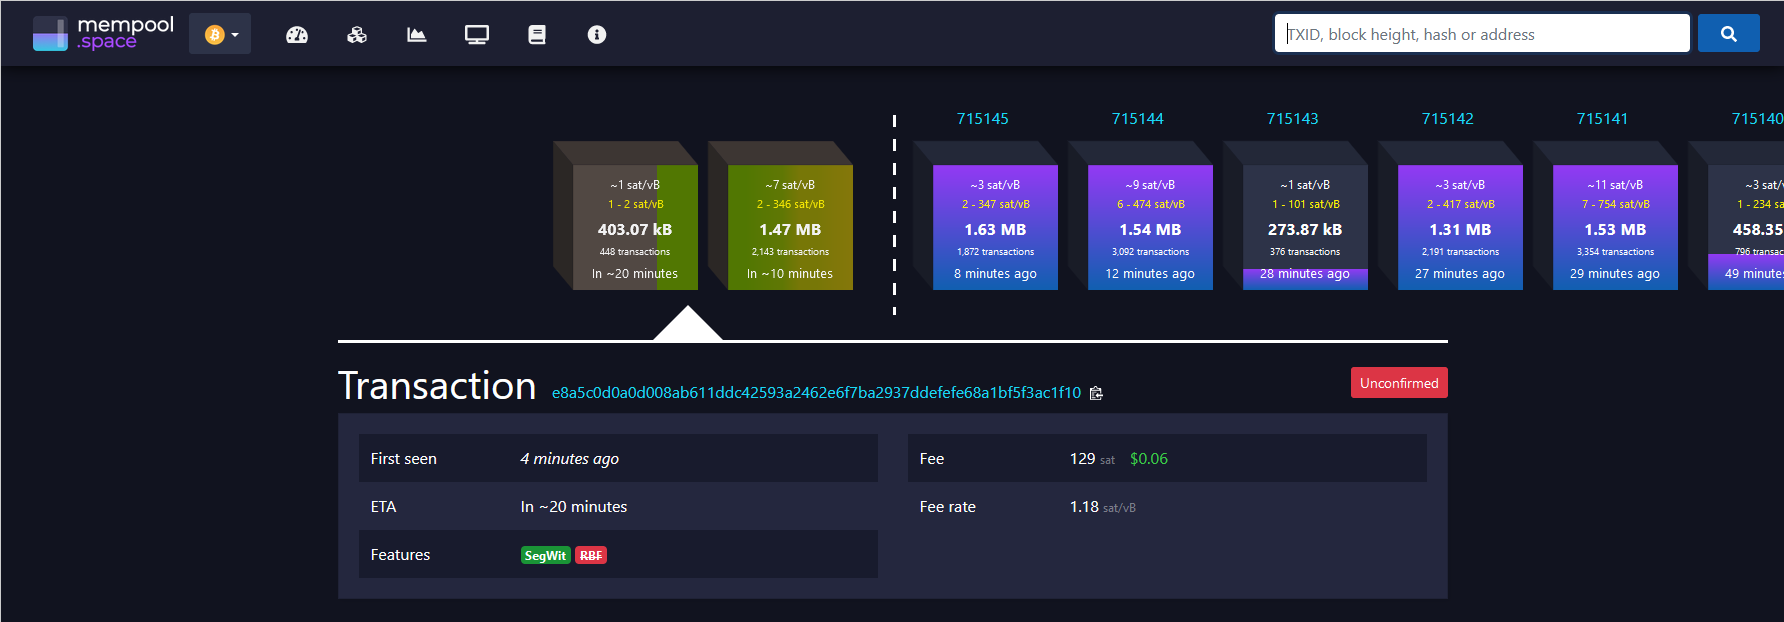 mempool
.space
TXID, block height, hash or address
715145
715144
715143
715142
715141
715140
~1 sat/vB
1 - 2 sat/vB
403.07 kB
448 transactions
In ~20 minutes
~7 sat/vB
2 - 346 sat/vB
1.47 MB
2,143 transactions
In ~10 minutes
~3 sat/vB
2 - 347 sat/vB
1.63 MB
1,872 transactions
8 minutes ago
~9 sat/vB
6 - 474 sat/vB
1.54 MB
3,092 transactions
12 minutes ago
~1 sat/vB
1 - 101 sat/vB
273.87 kB
376 transactions
28 minutes ago
~3 sat/vB
2 - 417 sat/vB
1.31 MB
2,191 transactions
27 minutes ago
~11 sat/vB
7 - 754 sat/vB
1.53 MB
3,354 transactions
29 minutes ago
~3 sat/
1 - 234 sa
458.35
796 transac
49 minute
Transaction e8a5c0d0a0d008ab611ddc42593a2462e6f7ba2937ddefefe68a1bf5f3ac1f10
Unconfirmed
First seen 4 minutes ago
ETA In ~20 minutes
Features SegWit RBF
Fee 129 sat $0.06
Fee rate 1.18 sat/vB